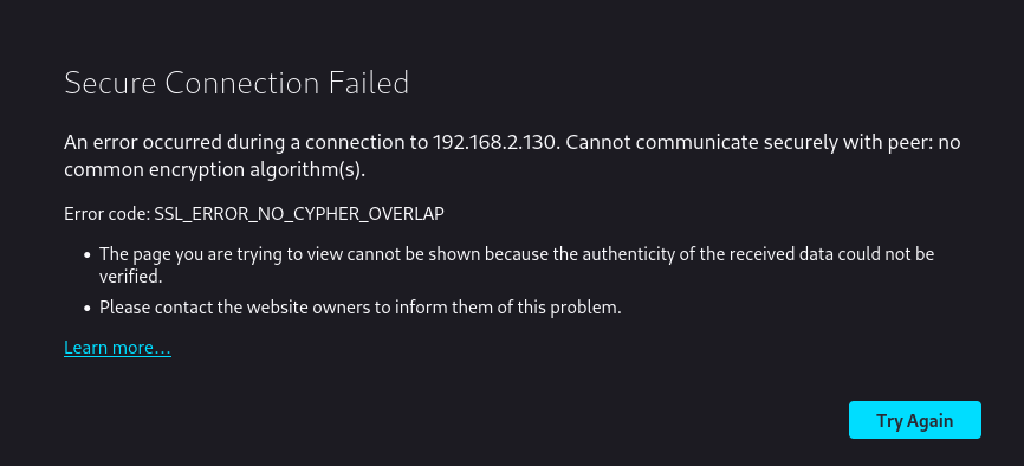 Secure Connection Failed
An error occurred during a connection to 192.168.2.130. Cannot communicate securely with peer: no
common encryption algorithm(s).
Error code: SSL_ERROR_NO_CYPHER_OVERLAP
• The page you are trying to view cannot be shown because the authenticity of the received data could not be
verified.
• Please contact the website owners to inform them of this problem.
Learn more…
Try Again